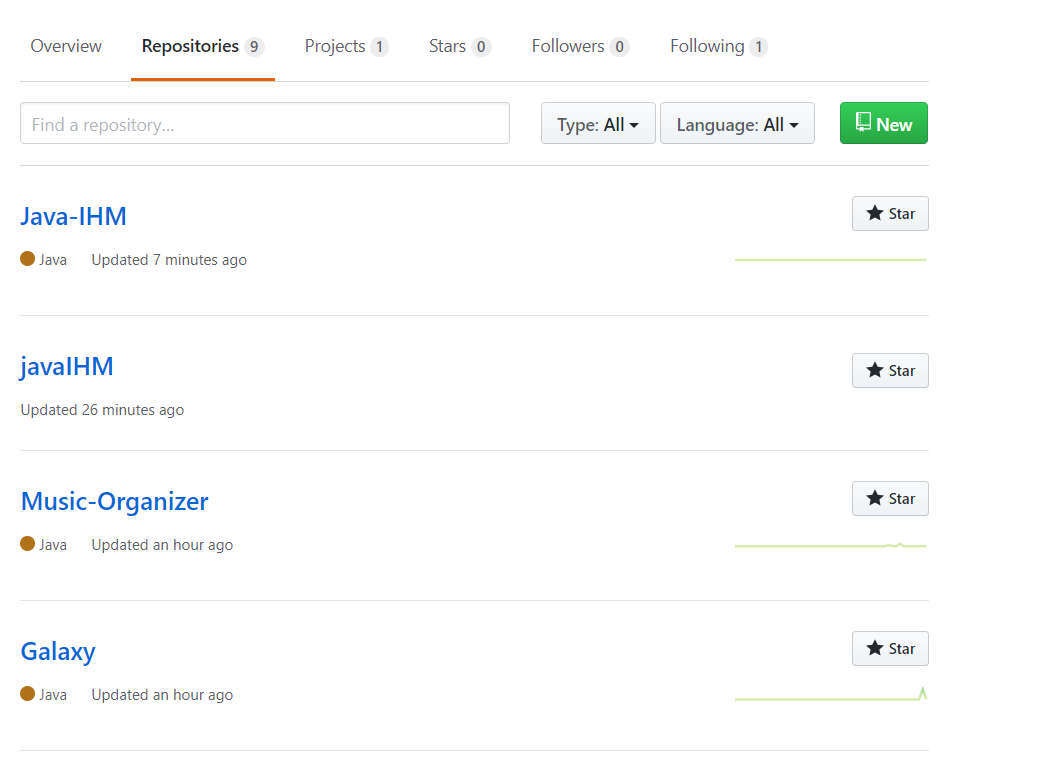 Overview Repositories 9 Projects 1 Stars 0 Followers 0 Following 1
Find a repository... Type: All Language: All New
Java-IHM Star
Java Updated 7 minutes ago
javaIHM Star
Updated 26 minutes ago
Music-Organizer Star
Java Updated an hour ago
Galaxy Star
Java Updated an hour ago